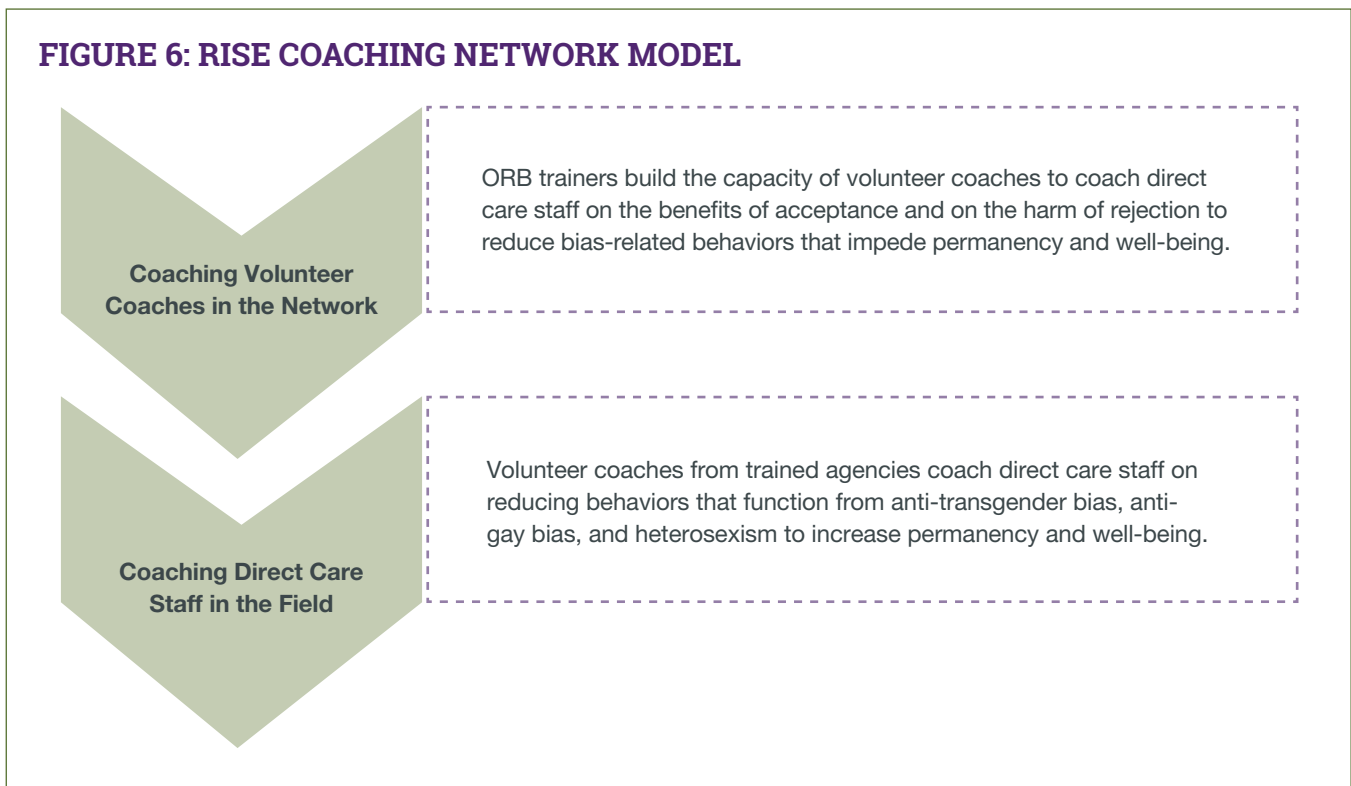 FIGURE 6: RISE COACHING NETWORK MODEL
Coaching Volunteer
Coaches in the Network
ORB trainers build the capacity of volunteer coaches to coach direct
care staff on the benefits of acceptance and on the harm of rejection to
reduce bias-related behaviors that impede permanency and well-being.
Coaching Direct Care
Staff in the Field
Volunteer coaches from trained agencies coach direct care staff on
reducing behaviors that function from anti-transgender bias, anti-
gay bias, and heterosexism to increase permanency and well-being.